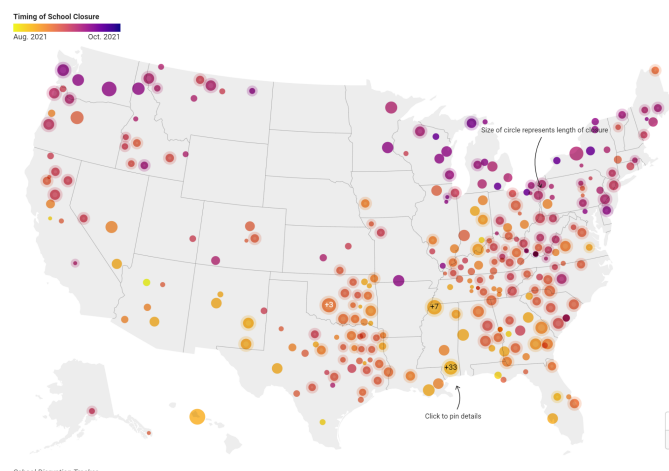 Timing of School Closure
Aug. 2021 Oct. 2021
Size of circle represents length of closure
+3
+7
+33
Click to pin details